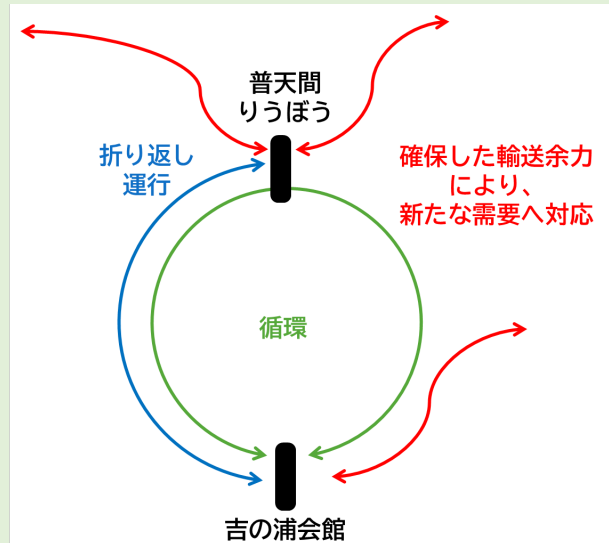 普天間
りうぼう
折り返し
運行
確保した輸送余力
により、
新たな需要へ対応
循環
吉の浦会館